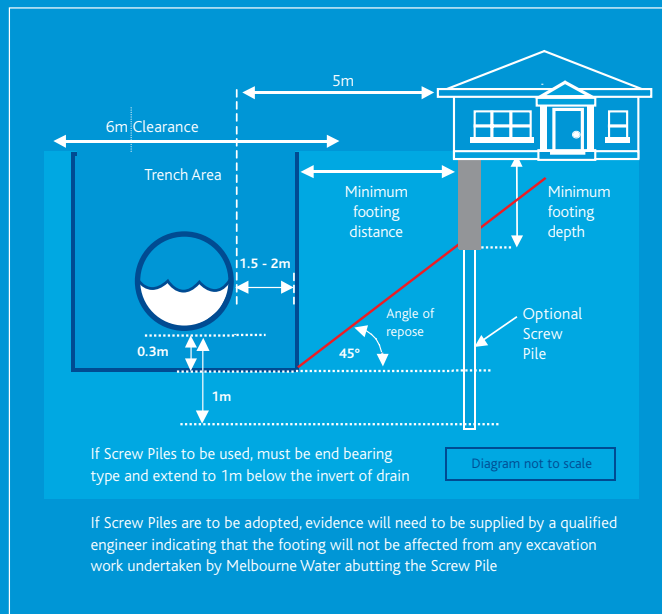 5m
6m Clearance
Trench Area
Minimum
footing
distance
Minimum
footing
depth
1.5 - 2m
Angle of
repose
45°
Optional
Screw
Pile
0.3m
1m
If Screw Piles to be used, must be end bearing
type and extend to 1m below the invert of drain
Diagram not to scale
If Screw Piles are to be adopted, evidence will need to be supplied by a qualified
engineer indicating that the footing will not be affected from any excavation
work undertaken by Melbourne Water abutting the Screw Pile